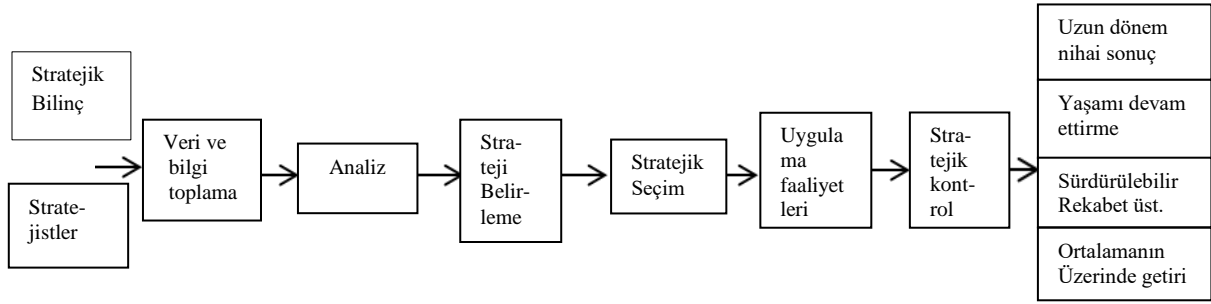 Stratejik
Bilinç
Strate-
jistler
Veri ve
bilgi
toplama
Analiz
Stra-
teji
Belir-
leme
Stratejik
Seçim
Uygula
ma
faaliyet
leri
Stra-
tejik
kont-
rol
Uzun dönem
nihai sonuç
Yaşamı devam
ettirme
Sürdürülebilir
Rekabet üst.
Ortalamanın
Üzerinde getiri